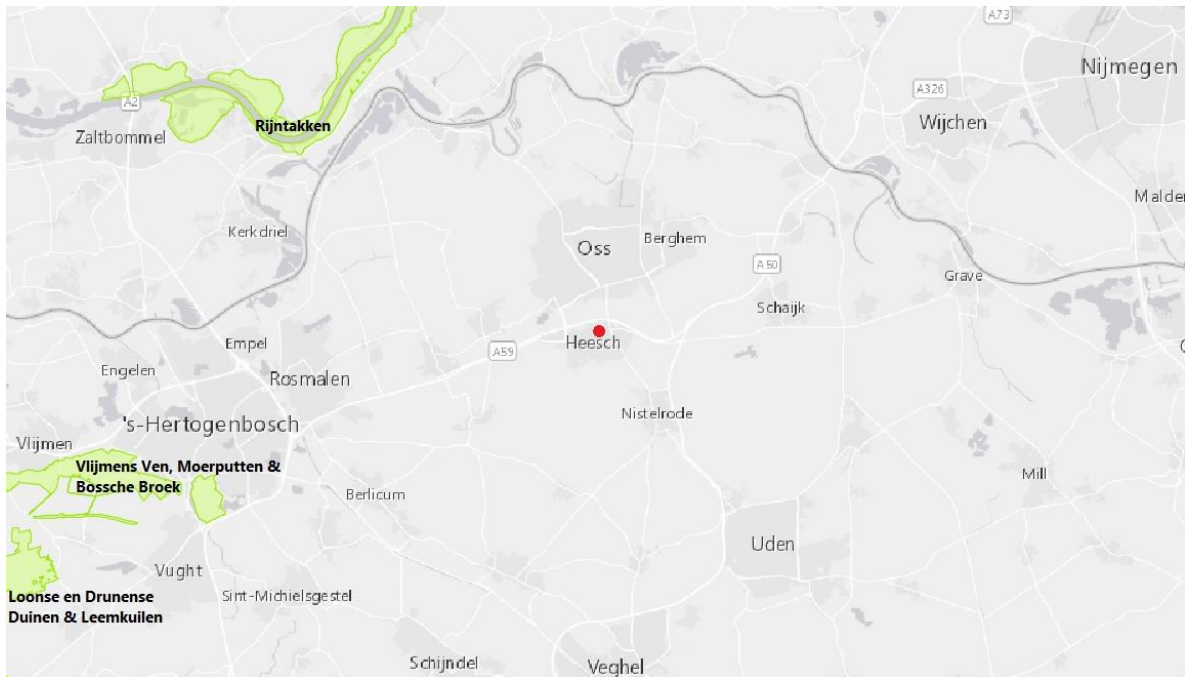 A73
Nijmegen
A326
A2
Rijntakken
Wijchen
Zaltbommel
Malden
Kerkdriel
Oss
Berghem
A50
Grave
Schaijk
Empel
Heesch
A59
Engelen
Rosmalen
Nistelrode
's-Hertogenbosch
Vlijmen
Vlijmens Ven, Moerputten &
Bossche Broek
Mill
Berlicum
Uden
Vught
Loonse en Drunense
Duinen & Leemkuilen
Sint-Michielsgestel
Schijndel
Veghel